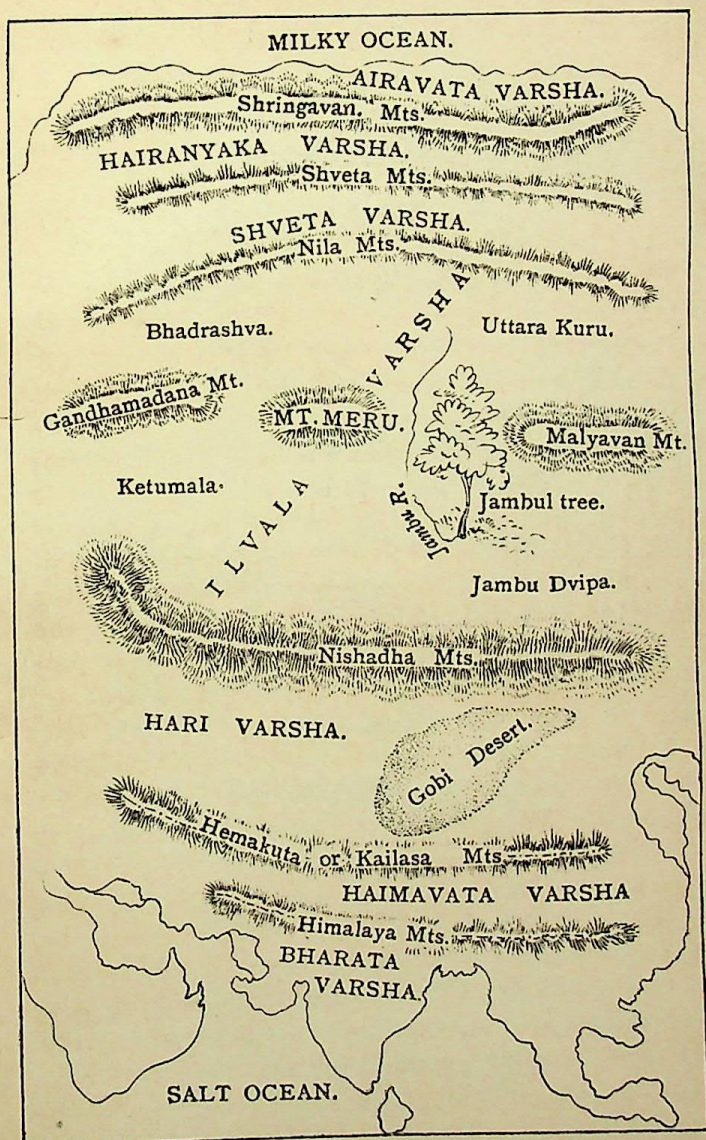 MILKY OCEAN.
AIRAVATA VARSHA.
Shringavan. Mts.
HAIRANYAKA VARSHA.
Shveta Mts.
SHVETA VARSHA.
Nila Mts.
Bhadrashva.
Uttara Kuru.
ILVALA VARSHA
Gandhamadana Mt.
MT. MERU.
Malyavan Mt.
Ketumala.
Jambu R.
Jambul tree.
Jambu Dvipa.
Nishadha Mts.
HARI VARSHA.
Gobi Desert.
Hemakuta or Kailasa Mts.
HAIMAVATA VARSHA
Himalaya Mts.
BHARATA
VARSHA.
SALT OCEAN.